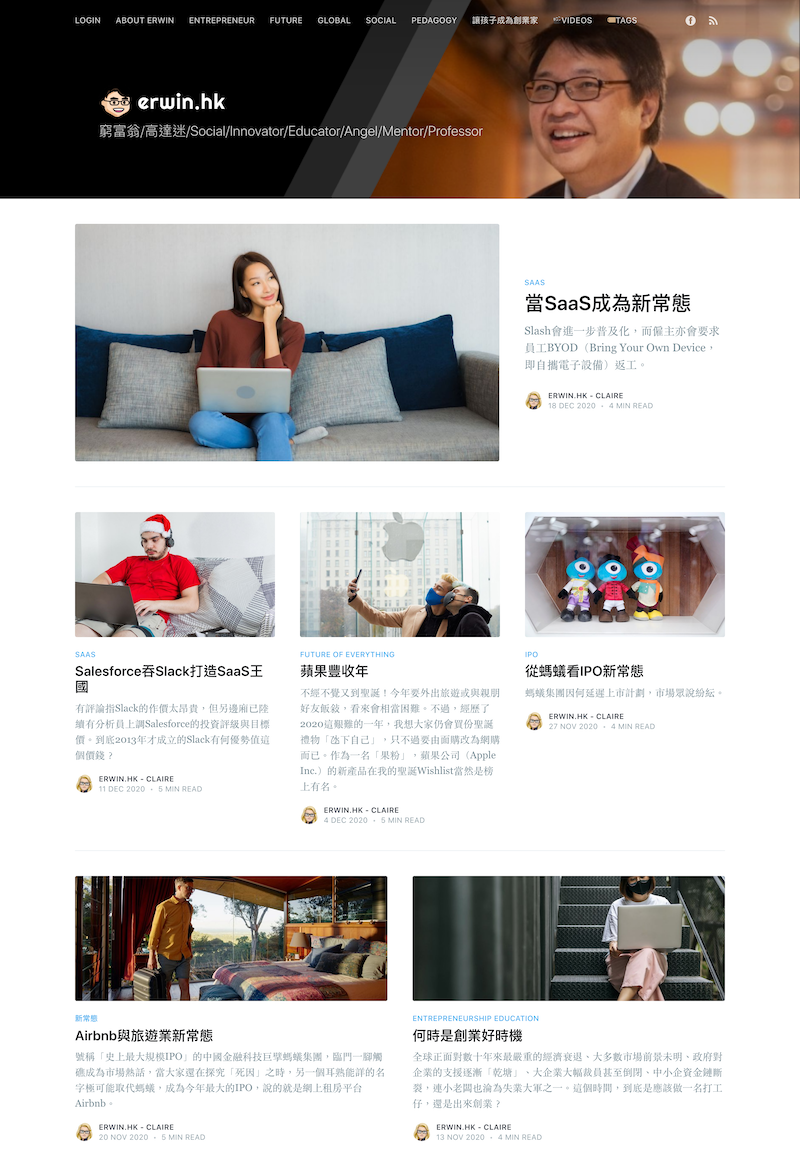 LOGIN ABOUT ERWIN ENTREPRENEUR FUTURE GLOBAL SOCIAL PEDAGOGY 讓孩子成為創業家 VIDEOS TAGS
erwin.hk
窮富翁/高達迷/Social/Innovator/Educator/Angel/Mentor/Professor
SAAS
當SaaS成為新常態
Slash會進一步普及化，而僱主亦會要求
員工BYOD（Bring Your Own Device，
即自攜電子設備）返工。
ERWIN.HK - CLAIRE
18 DEC 2020 • 4 MIN READ
SAAS
Salesforce吞Slack打造SaaS王
國
有評論指Slack的作價太昂貴，但另邊廂已陸
續有分析員上調Salesforce的投資評級與目標
價。到底2013年才成立的Slack有何優勢值這
個價錢？
ERWIN.HK - CLAIRE
11 DEC 2020 • 5 MIN READ
FUTURE OF EVERYTHING
蘋果豐收年
不經不覺又到聖誕！今年要外出旅遊或與親朋
好友飯敍，看來會相當困難。不過，經歷了
2020這艱難的一年，我想大家仍會買份聖誕
禮物「氹下自己」，只不過要由面購改為網購
而已。作為一名「果粉」，蘋果公司（Apple
Inc.）的新產品在我的聖誕Wishlist當然是榜
上有名。
ERWIN.HK - CLAIRE
4 DEC 2020 • 5 MIN READ
IPO
從螞蟻看IPO新常態
螞蟻集團因何延遲上市計劃，市場眾說紛紜。
ERWIN.HK - CLAIRE
27 NOV 2020 • 4 MIN READ
新常態
Airbnb與旅遊業新常態
號稱「史上最大規模IPO」的中國金融科技巨擘螞蟻集團，臨門一腳觸
礁成為市場熱話，當大家還在探究「死因」之時，另一個耳熟能詳的名
字極可能取代螞蟻，成為今年最大的IPO，說的就是網上租房平台
Airbnb。
ERWIN.HK - CLAIRE
20 NOV 2020 • 5 MIN READ
ENTREPRENEURSHIP EDUCATION
何時是創業好時機
全球正面對數十年來最嚴重的經濟衰退、大多數市場前景未明、政府對
企業的支援逐漸「乾塘」、大企業大幅裁員甚至倒閉、中小企資金鏈斷
裂，連小老闆也淪為失業大軍之一。這個時間，到底是應該做一名打工
仔，還是出來創業？
ERWIN.HK - CLAIRE
13 NOV 2020 • 4 MIN READ